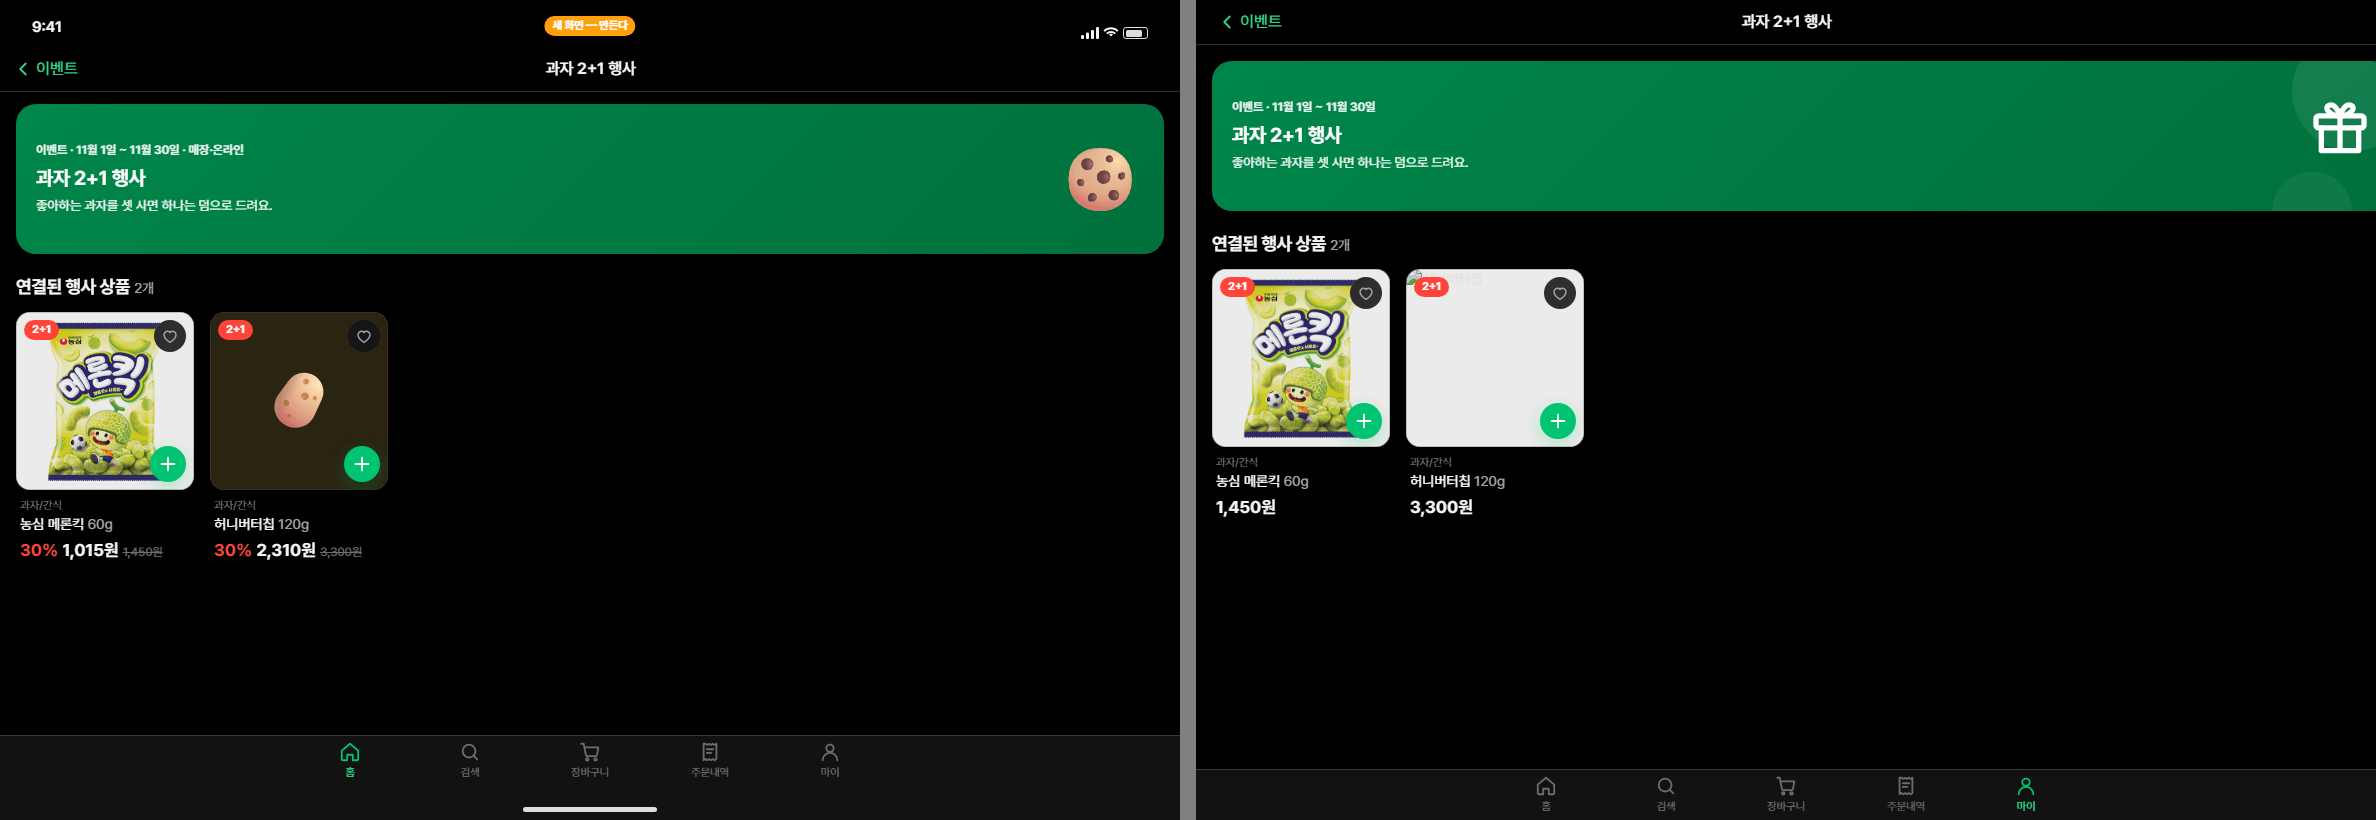 9:41
새 화면 — 만든다
이벤트
과자 2+1 행사
이벤트 · 11월 1일 ~ 11월 30일 · 매장·온라인
과자 2+1 행사
좋아하는 과자를 셋 사면 하나는 덤으로 드려요.
연결된 행사 상품 2개
2+1
농심
메론킥
2+1
과자/간식
농심 메론킥 60g
30% 1,015원 1,450원
과자/간식
허니버터칩 120g
30% 2,310원 3,300원
홈
검색
장바구니
주문내역
마이
이벤트
과자 2+1 행사
이벤트 · 11월 1일 ~ 11월 30일
과자 2+1 행사
좋아하는 과자를 셋 사면 하나는 덤으로 드려요.
연결된 행사 상품 2개
2+1
농심
메론킥
2+1
과자/간식
농심 메론킥 60g
1,450원
과자/간식
허니버터칩 120g
3,300원
홈
검색
장바구니
주문내역
마이